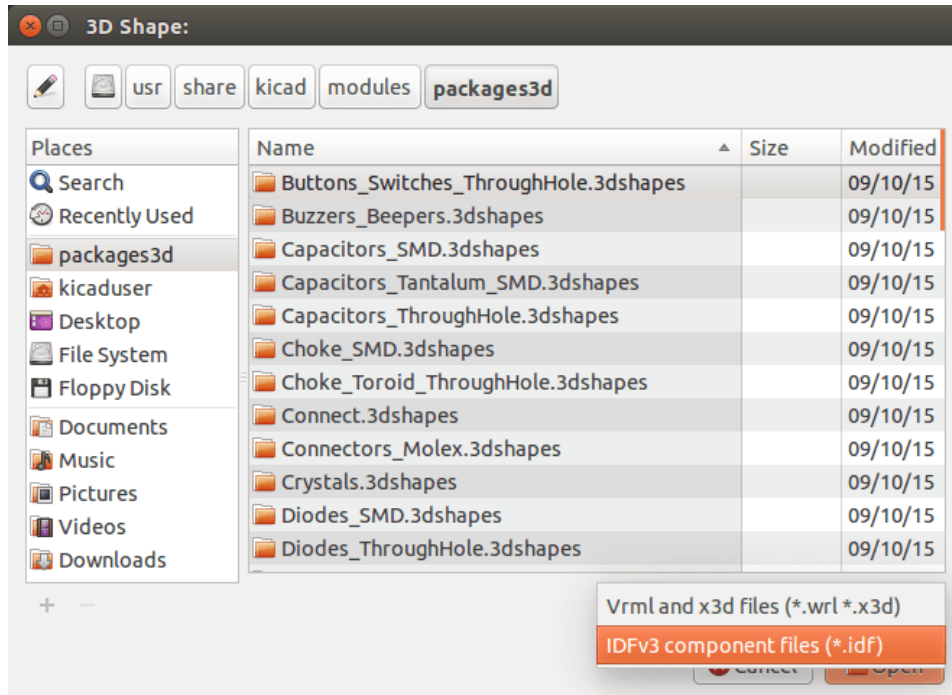 3D Shape:
usr share kicad modules packages3d
Places
Search
Recently Used
packages3d
kicaduser
Desktop
File System
Floppy Disk
Documents
Music
Pictures
Videos
Downloads
Name Size Modified
Buttons_Switches_ThroughHole.3dshapes 09/10/15
Buzzers_Beepers.3dshapes 09/10/15
Capacitors_SMD.3dshapes 09/10/15
Capacitors_Tantalum_SMD.3dshapes 09/10/15
Capacitors_ThroughHole.3dshapes 09/10/15
Choke_SMD.3dshapes 09/10/15
Choke_Toroid_ThroughHole.3dshapes 09/10/15
Connect.3dshapes 09/10/15
Connectors_Molex.3dshapes 09/10/15
Crystals.3dshapes 09/10/15
Diodes_SMD.3dshapes 09/10/15
Diodes_ThroughHole.3dshapes 09/10/15
Vrml and x3d files (*.wrl *.x3d)
IDFv3 component files (*.idf)
Cancel Open